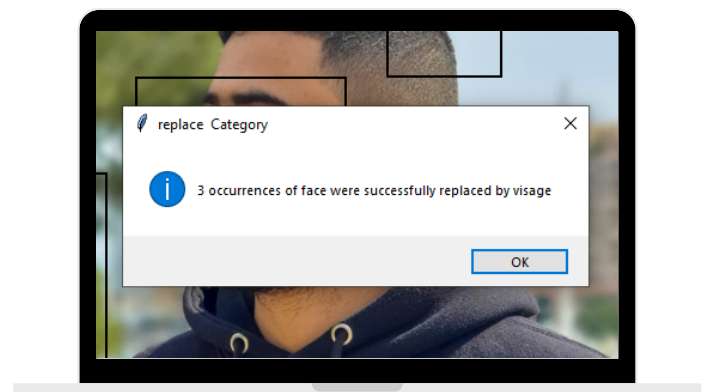 replace Category
3 occurrences of face were successfully replaced by visage
OK